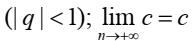 (|q|<1); lim c = c
n→+∞